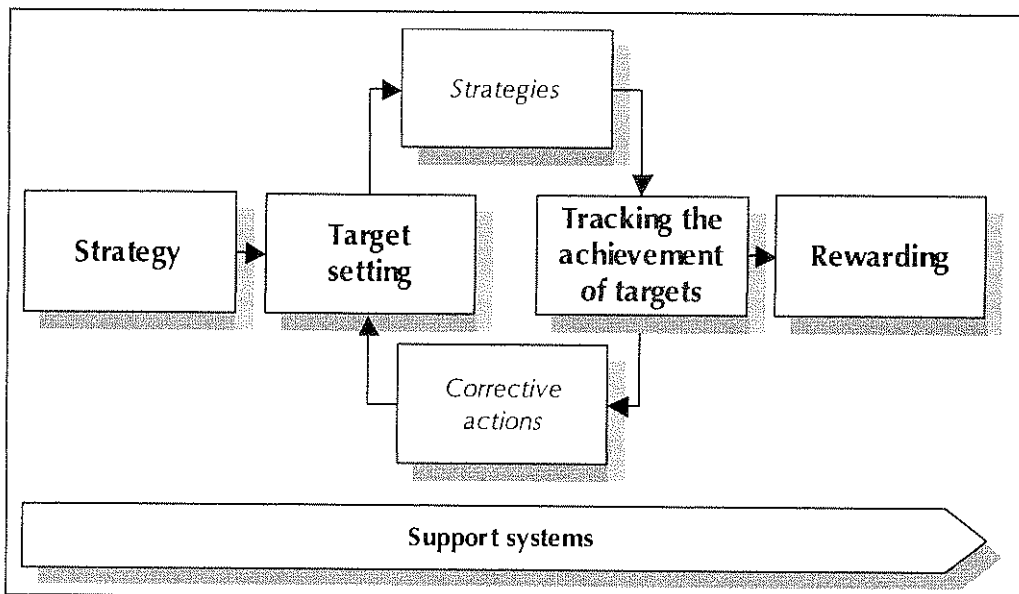 Strategies
Strategy
Target
setting
Tracking the
achievement
of targets
Rewarding
Corrective
actions
Support systems